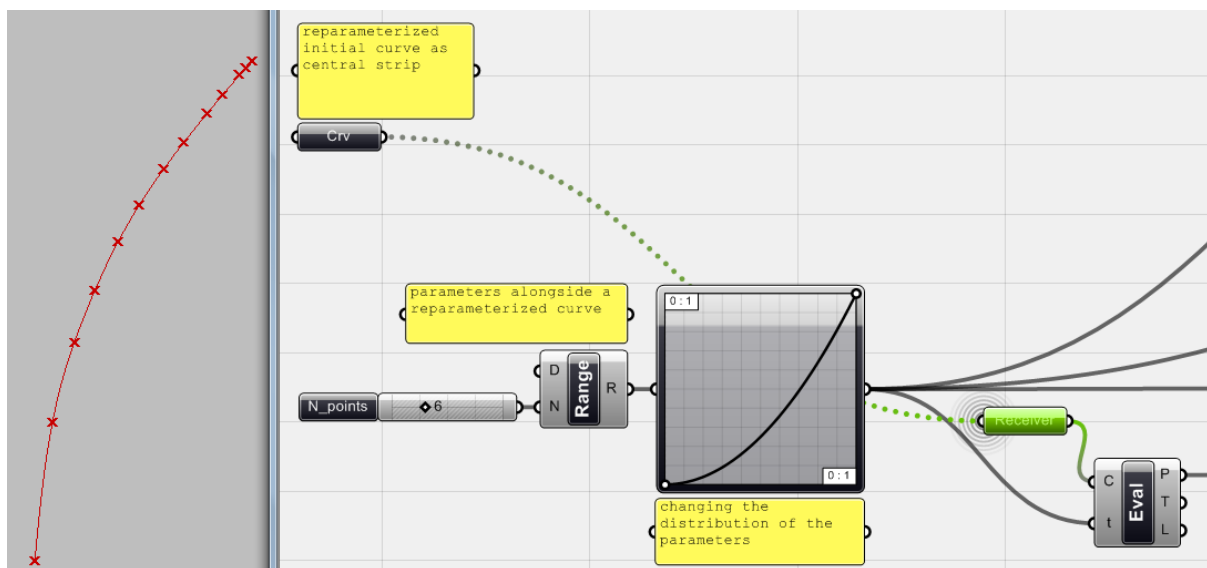 reparameterized
initial curve as
central strip
Crv
parameters alongside a
reparameterized curve
0 : 1
D
N
Range
R
N_points
6
0 : 1
Receiver
changing the
distribution of the
parameters
C
t
Eval
P
T
L